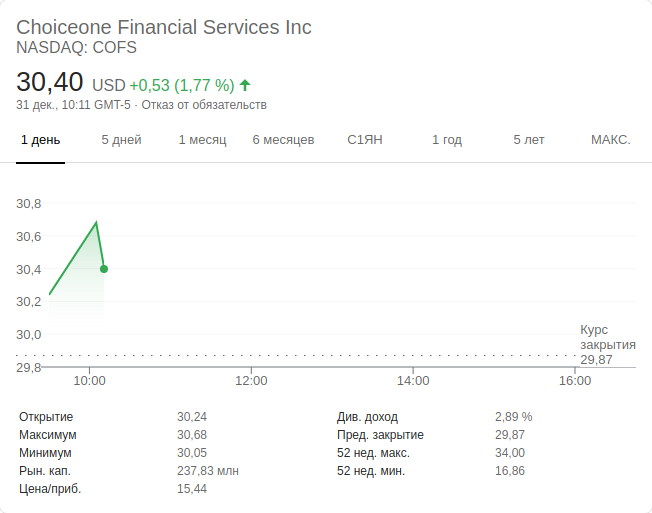 Choiceone Financial Services Inc
NASDAQ: COFS
30,40 USD +0,53 (1,77 %)
31 дек., 10:11 GMT-5 · Отказ от обязательств
1 день 5 дней 1 месяц 6 месяцев С1ЯН 1 год 5 лет МАКС.
30,8
30,6
30,4
30,2
30,0
29,8
Курс
закрытия
29,87
10:00 12:00 14:00 16:00
Открытие 30,24 Див. доход 2,89 %
Максимум 30,68 Пред. закрытие 29,87
Минимум 30,05 52 нед. макс. 34,00
Рын. кап. 237,83 млн 52 нед. мин. 16,86
Цена/приб. 15,44